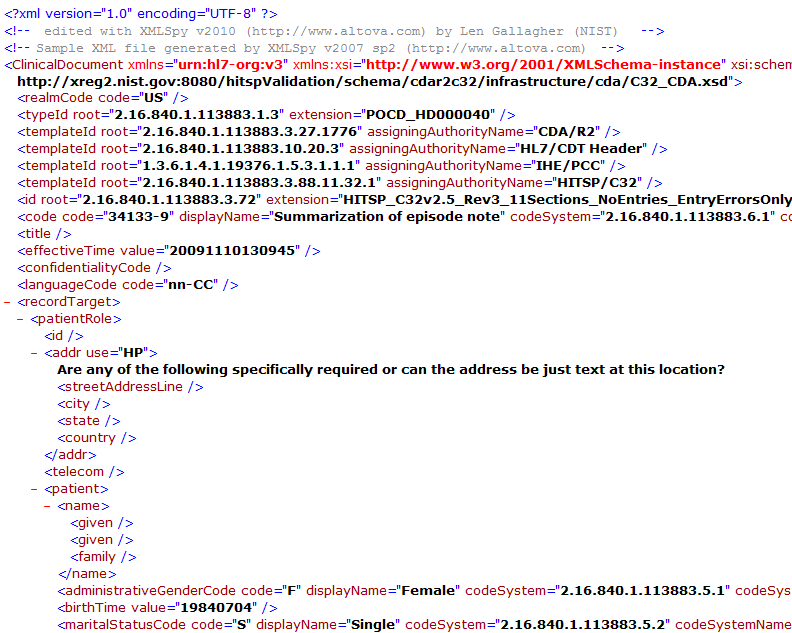 <?xml version="1.0" encoding="UTF-8" ?>
<!-- edited with XMLSpy v2010 (http://www.altova.com) by Len Gallagher (NIST) -->
<!-- Sample XML file generated by XMLSpy v2007 sp2 (http://www.altova.com) -->
<ClinicalDocument xmlns="urn:hl7-org:v3" xmlns:xsi="http://www.w3.org/2001/XMLSchema-instance" xsi:schem
http://xreg2.nist.gov:8080/hitspValidation/schema/cdar2c32/infrastructure/cda/C32_CDA.xsd">
<realmCode code="US" />
<typeId root="2.16.840.1.113883.1.3" extension="POCD_HD000040" />
<templateId root="2.16.840.1.113883.3.27.1776" assigningAuthorityName="CDA/R2" />
<templateId root="2.16.840.1.113883.10.20.3" assigningAuthorityName="HL7/CDT Header" />
<templateId root="1.3.6.1.4.1.19376.1.5.3.1.1.1" assigningAuthorityName="IHE/PCC" />
<templateId root="2.16.840.1.113883.3.88.11.32.1" assigningAuthorityName="HITSP/C32" />
<id root="2.16.840.1.113883.3.72" extension="HITSP_C32v2.5_Rev3_11Sections_NoEntries_EntryErrorsOnly
<code code="34133-9" displayName="Summarization of episode note" codeSystem="2.16.840.1.113883.6.1" co
<title />
<effectiveTime value="20091110130945" />
<confidentialityCode />
<languageCode code="nn-CC" />
- <recordTarget>
- <patientRole>
<id />
- <addr use="HP">
Are any of the following specifically required or can the address be just text at this location?
<streetAddressLine />
<city />
<state />
<country />
</addr>
<telecom />
- <patient>
- <name>
<given />
<given />
<family />
</name>
<administrativeGenderCode code="F" displayName="Female" codeSystem="2.16.840.1.113883.5.1" codeSys
<birthTime value="19840704" />
<maritalStatusCode code="S" displayName="Single" codeSystem="2.16.840.1.113883.5.2" codeSystemName